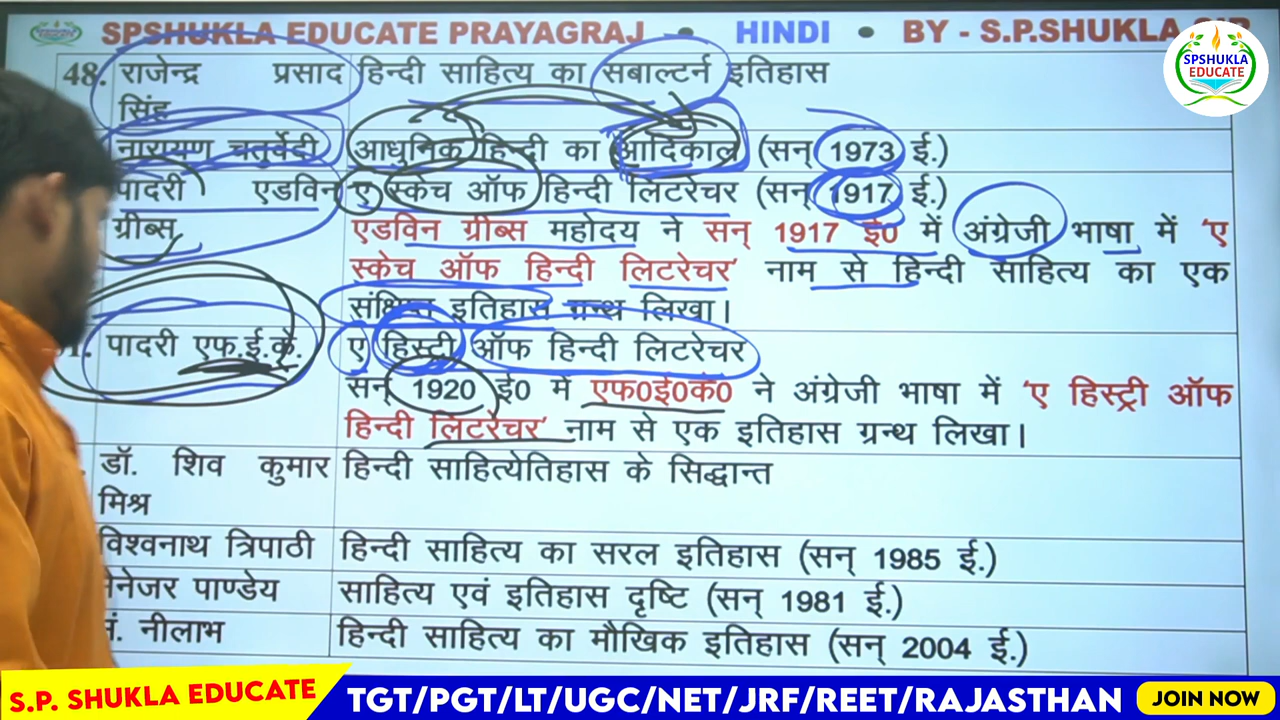 SPSHUKLA EDUCATE PRAYAGRAJ • HINDI • BY - S.P.SHUKLA
SPSHUKLA
EDUCATE
48. राजेन्द्र प्रसाद हिन्दी साहित्य का सबाल्टर्न इतिहास
सिंह
नारायण चतुर्वेदी आधुनिक हिन्दी का आदिकाल (सन् 1973 ई.)
पादरी एडविन ए स्केच ऑफ हिन्दी लिटरेचर (सन् 1917 ई.)
ग्रीब्स एडविन ग्रीब्स महोदय ने सन् 1917 ई0 में अंग्रेजी भाषा में 'ए
स्केच ऑफ हिन्दी लिटरेचर' नाम से हिन्दी साहित्य का एक
संक्षिप्त इतिहास ग्रन्थ लिखा।
पादरी एफ.ई.के. ए हिस्ट्री ऑफ हिन्दी लिटरेचर
सन् 1920 ई0 में एफ0ई0के0 ने अंग्रेजी भाषा में 'ए हिस्ट्री ऑफ
हिन्दी लिटरेचर' नाम से एक इतिहास ग्रन्थ लिखा।
डॉ. शिव कुमार हिन्दी साहित्येतिहास के सिद्धान्त
मिश्र
विश्वनाथ त्रिपाठी हिन्दी साहित्य का सरल इतिहास (सन् 1985 ई.)
पाण्डेय साहित्य एवं इतिहास दृष्टि (सन् 1981 ई.)
नीलाभ हिन्दी साहित्य का मौखिक इतिहास (सन् 2004 ई.)
S.P. SHUKLA EDUCATE TGT/PGT/LT/UGC/NET/JRF/REET/RAJASTHAN JOIN NOW